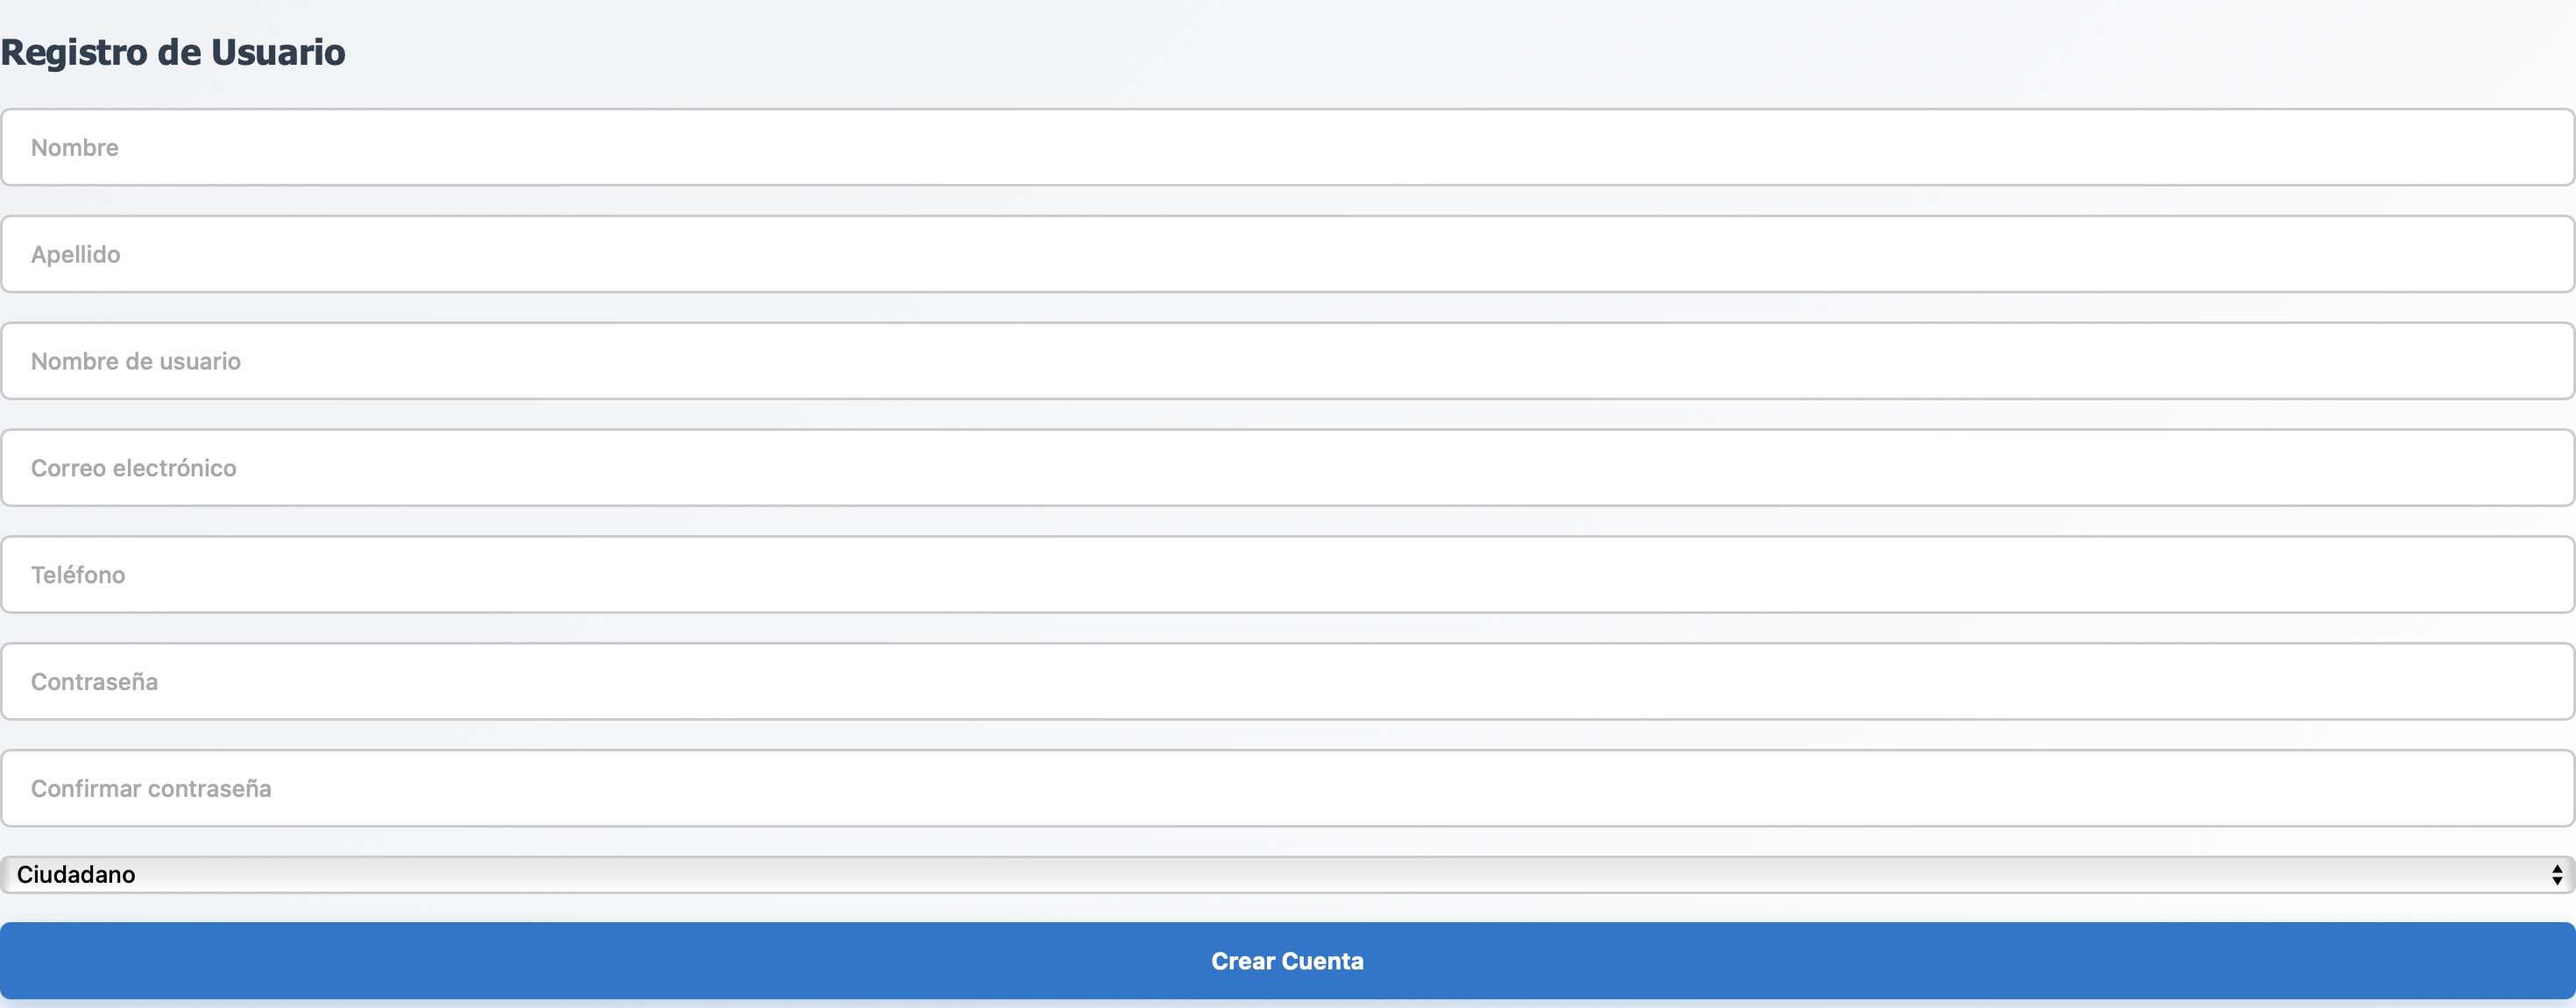 Registro de Usuario
Nombre
Apellido
Nombre de usuario
Correo electrónico
Teléfono
Contraseña
Confirmar contraseña
Ciudadano
Crear Cuenta